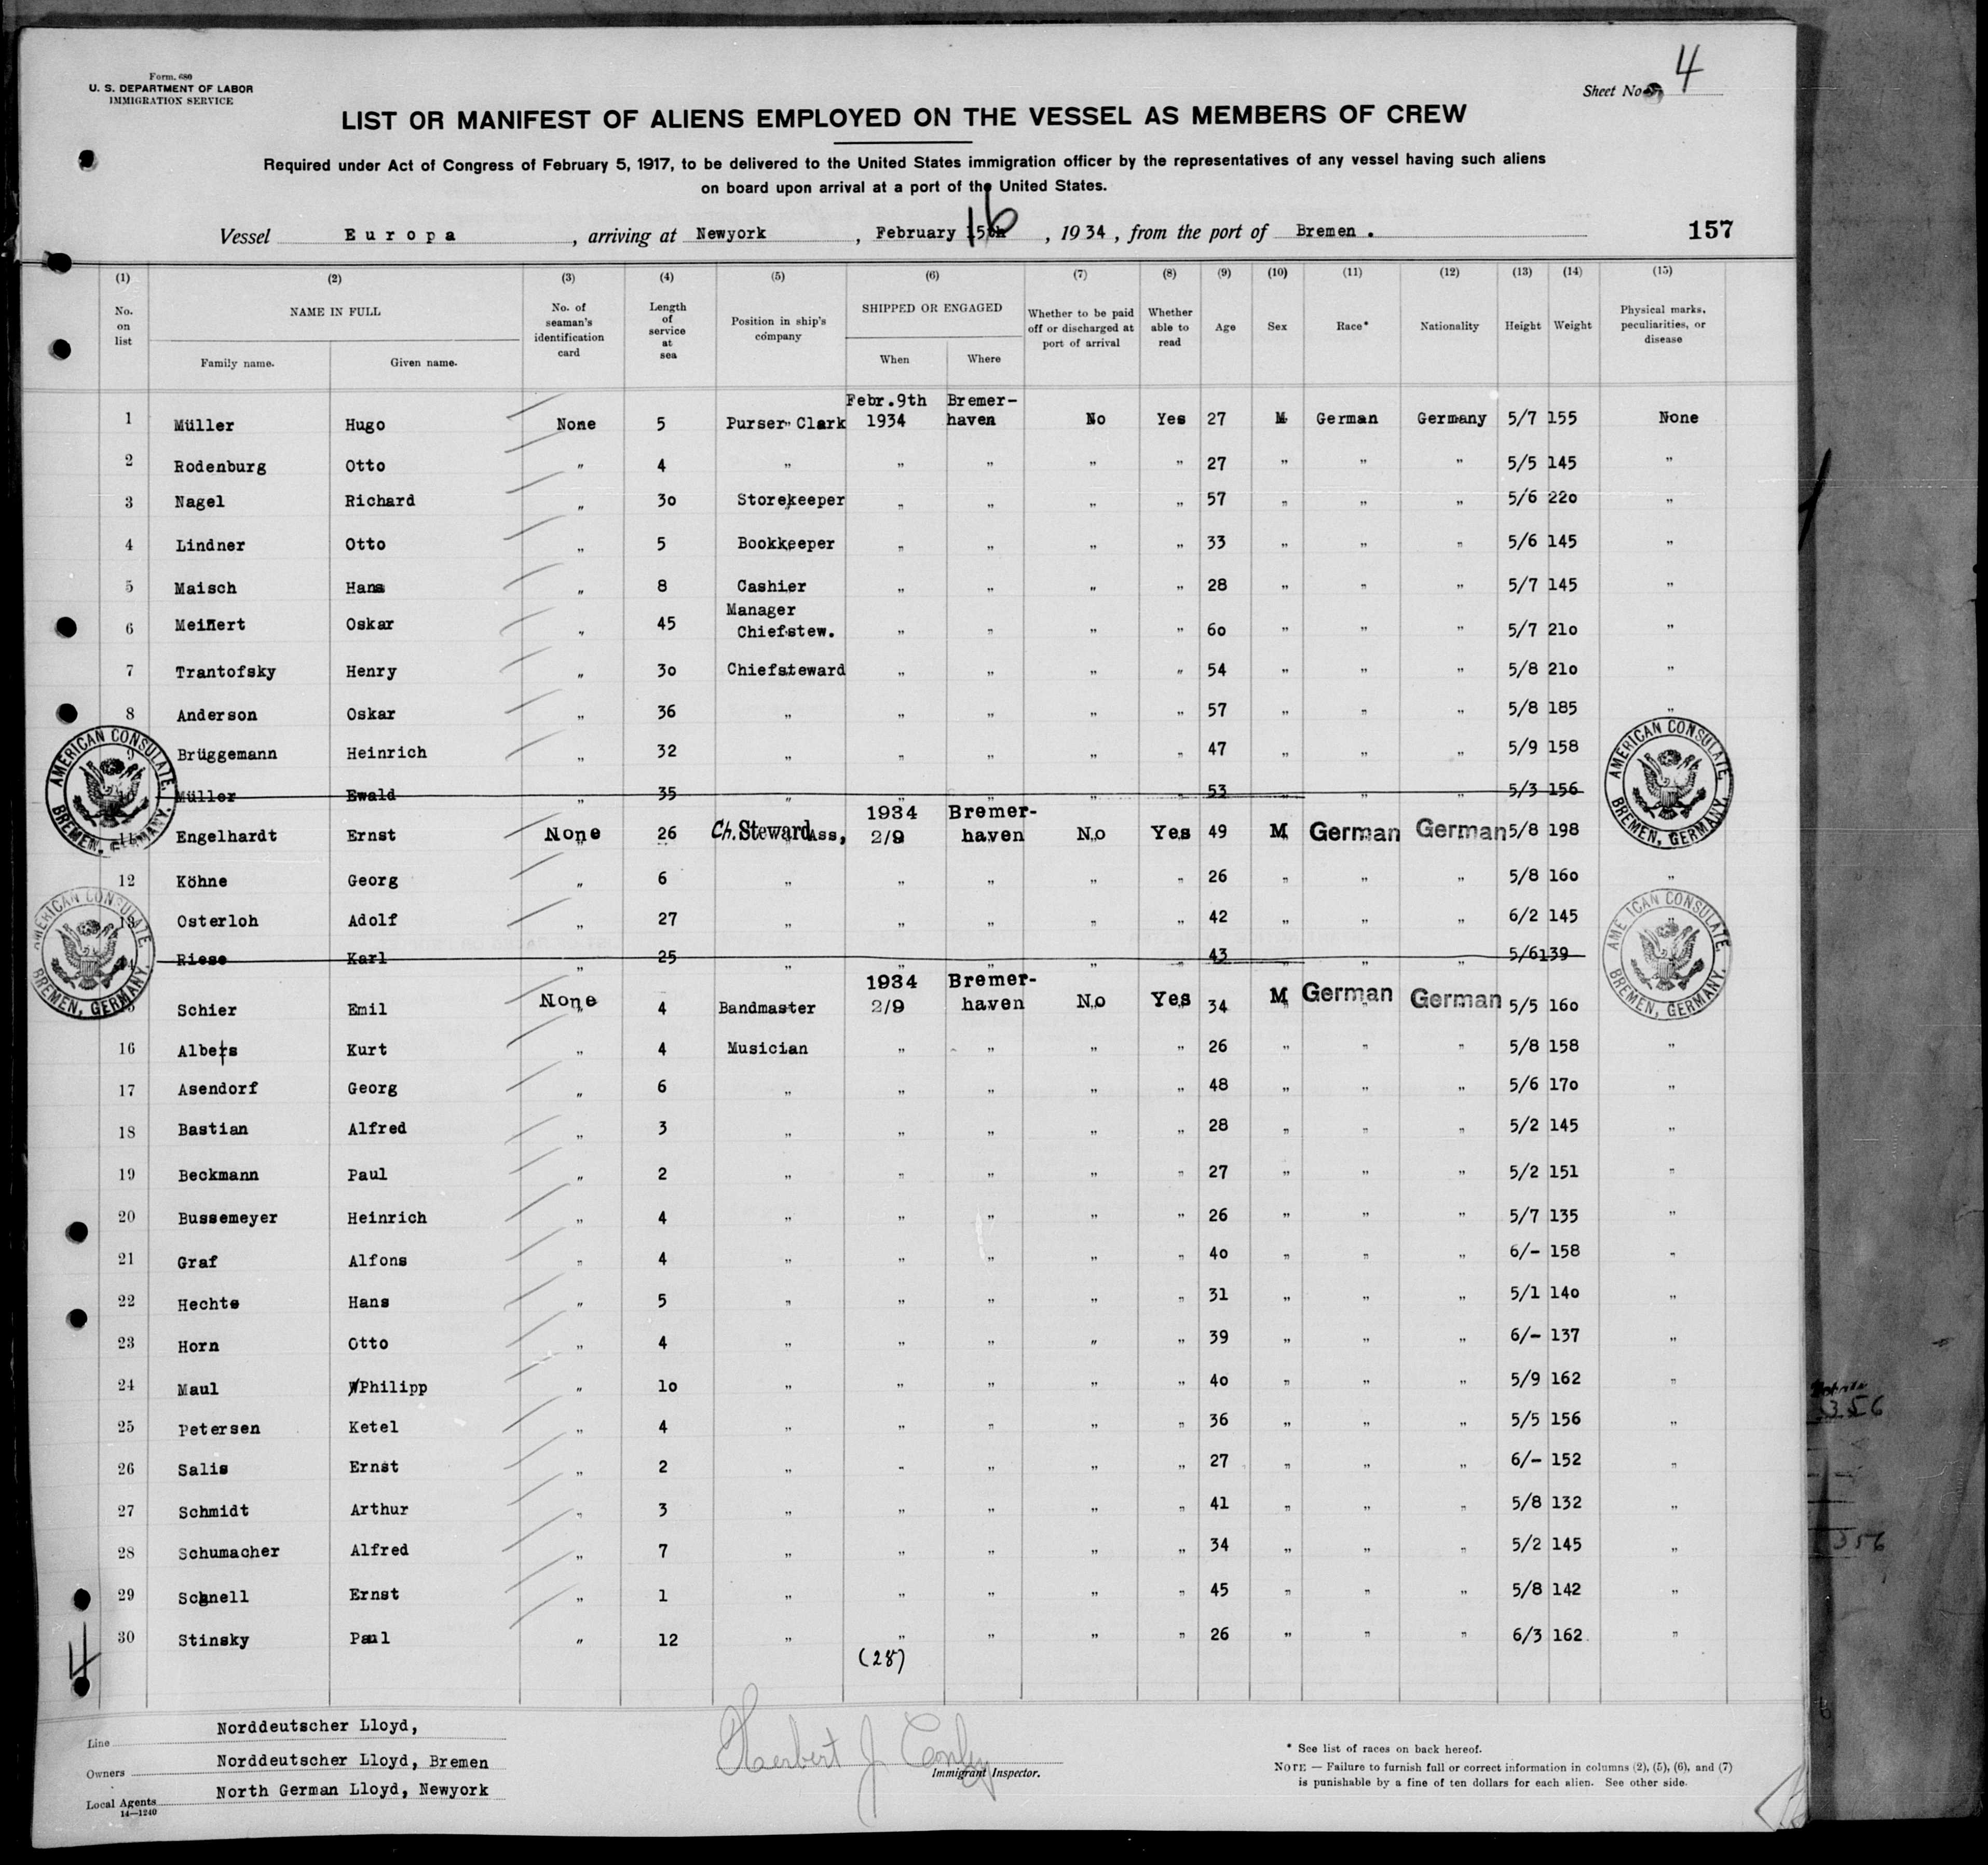 Form. 680
U. S. DEPARTMENT OF LABOR
IMMIGRATION SERVICE
Sheet No. 4
LIST OR MANIFEST OF ALIENS EMPLOYED ON THE VESSEL AS MEMBERS OF CREW
Required under Act of Congress of February 5, 1917, to be delivered to the United States immigration officer by the representatives of any vessel having such aliens
on board upon arrival at a port of the United States.
Vessel Europa , arriving at Newyork , February 15th 16 , 1934 , from the port of Bremen . 157
(1) (2) (3) (4) (5) (6) (7) (8) (9) (10) (11) (12) (13) (14) (15)
No. on list NAME IN FULL Family name. Given name. No. of seaman's identification card Length of service at sea Position in ship's company SHIPPED OR ENGAGED When Where Whether to be paid off or discharged at port of arrival Whether able to read Age Sex Race* Nationality Height Weight Physical marks, peculiarities, or disease
1 Müller Hugo None 5 Purser Clark Febr.9th 1934 Bremer-haven No Yes 27 M German Germany 5/7 155 None
2 Rodenburg Otto " 4 " " " " " 27 " " " 5/5 145 "
3 Nagel Richard " 30 Storekeeper " " " " 57 " " " 5/6 220 "
4 Lindner Otto " 5 Bookkeeper " " " " 33 " " " 5/6 145 "
5 Maisch Hans " 8 Cashier " " " " 28 " " " 5/7 145 "
6 Meinert Oskar " 45 Manager Chiefstew. " " " " 60 " " " 5/7 210 "
7 Trantofsky Henry " 30 Chiefsteward " " " " 54 " " " 5/8 210 "
8 Anderson Oskar " 36 " " " " " 57 " " " 5/8 185 "
9 Brüggemann Heinrich " 32 " " " " " 47 " " " 5/9 158
Müller Ewald " 35 " " " " " 53 " " " 5/3 156
11 Engelhardt Ernst None 26 Ch. Steward Ass, 1934 2/9 Bremer-haven No Yes 49 M German German 5/8 198
12 Köhne Georg " 6 " " " " " 26 " " " 5/8 160 "
13 Osterloh Adolf " 27 " " " " " 42 " " " 6/2 145 "
14 Riese Karl " 25 " " " " " 43 " " " 5/6 139
15 Schier Emil None 4 Bandmaster 1934 2/9 Bremer-haven No Yes 34 M German German 5/5 160
16 Albers Kurt " 4 Musician " " " " 26 " " " 5/8 158 "
17 Asendorf Georg " 6 " " " " " 48 " " " 5/6 170 "
18 Bastian Alfred " 3 " " " " " 28 " " " 5/2 145 "
19 Beckmann Paul " 2 " " " " " 27 " " " 5/2 151 "
20 Bussemeyer Heinrich " 4 " " " " " 26 " " " 5/7 135 "
21 Graf Alfons " 4 " " " " " 40 " " " 6/- 158 "
22 Hechte Hans " 5 " " " " " 31 " " " 5/1 140 "
23 Horn Otto " 4 " " " " " 39 " " " 6/- 137 "
24 Maul Philipp " 10 " " " " " 40 " " " 5/9 162 "
25 Petersen Ketel " 4 " " " " " 36 " " " 5/5 156 "
26 Salis Ernst " 2 " " " " " 27 " " " 6/- 152 "
27 Schmidt Arthur " 3 " " " " " 41 " " " 5/8 132 "
28 Schumacher Alfred " 7 " " " " " 34 " " " 5/2 145 "
29 Schnell Ernst " 1 " " " " " 45 " " " 5/8 142 "
30 Stinsky Paul " 12 " " " " " 26 " " " 6/3 162 "
(28)
4
AMERICAN CONSULATE.
BREMEN, GERMANY.
AMERICAN CONSULATE.
BREMEN, GERMANY.
AMERICAN CONSULATE.
BREMEN, GERMANY.
AMERICAN CONSULATE.
BREMEN, GERMANY.
356
356
Line Norddeutscher Lloyd,
Owners Norddeutscher Lloyd, Bremen
Local Agents North German Lloyd, Newyork
14—1240
Herbert J. Conley
Immigrant Inspector.
* See list of races on back hereof.
NOTE — Failure to furnish full or correct information in columns (2), (5), (6), and (7)
is punishable by a fine of ten dollars for each alien. See other side.